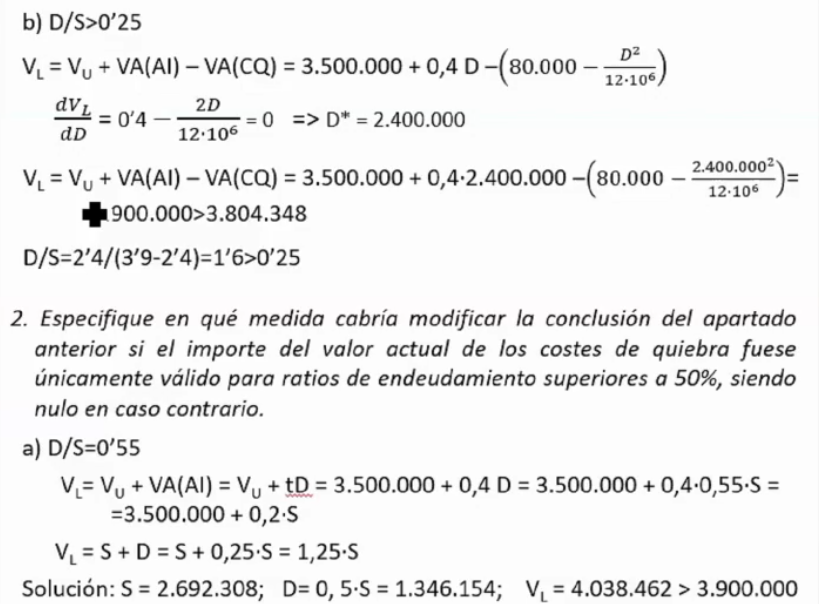 b) D/S>0'25
V_L = V_U + VA(AI) – VA(CQ) = 3.500.000 + 0,4 D –(80.000 − D²/12·10⁶)
dV_L/dD = 0'4 − 2D/12·10⁶ = 0 => D* = 2.400.000
V_L = V_U + VA(AI) – VA(CQ) = 3.500.000 + 0,4·2.400.000 –(80.000 − 2.400.000²/12·10⁶)=
900.000>3.804.348
D/S=2'4/(3'9-2'4)=1'6>0'25
2. Especifique en qué medida cabría modificar la conclusión del apartado
anterior si el importe del valor actual de los costes de quiebra fuese
únicamente válido para ratios de endeudamiento superiores a 50%, siendo
nulo en caso contrario.
a) D/S=0'55
V_L= V_U + VA(AI) = V_U + tD = 3.500.000 + 0,4 D = 3.500.000 + 0,4·0,55·S =
=3.500.000 + 0,2·S
V_L = S + D = S + 0,25·S = 1,25·S
Solución: S = 2.692.308; D= 0, 5·S = 1.346.154; V_L = 4.038.462 > 3.900.000